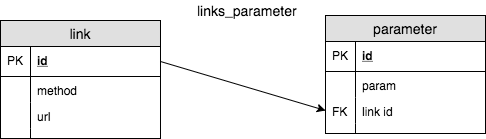 links_parameter
link
PK id
method
url
parameter
PK id
param
FK link id